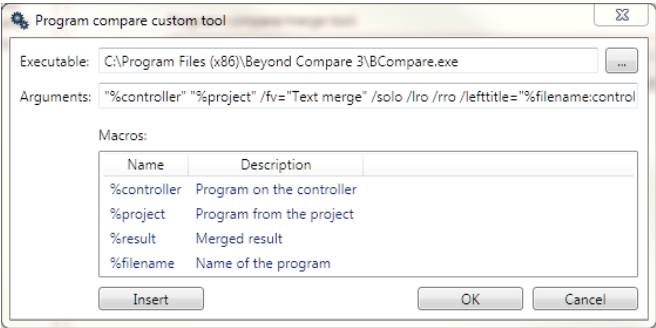 Program compare custom tool
Executable: C:\Program Files (x86)\Beyond Compare 3\BCompare.exe ...
Arguments: "%controller" "%project" /fv="Text merge" /solo /lro /rro /lefttitle="%filename:control
Macros:
Name Description
%controller Program on the controller
%project Program from the project
%result Merged result
%filename Name of the program
Insert OK Cancel